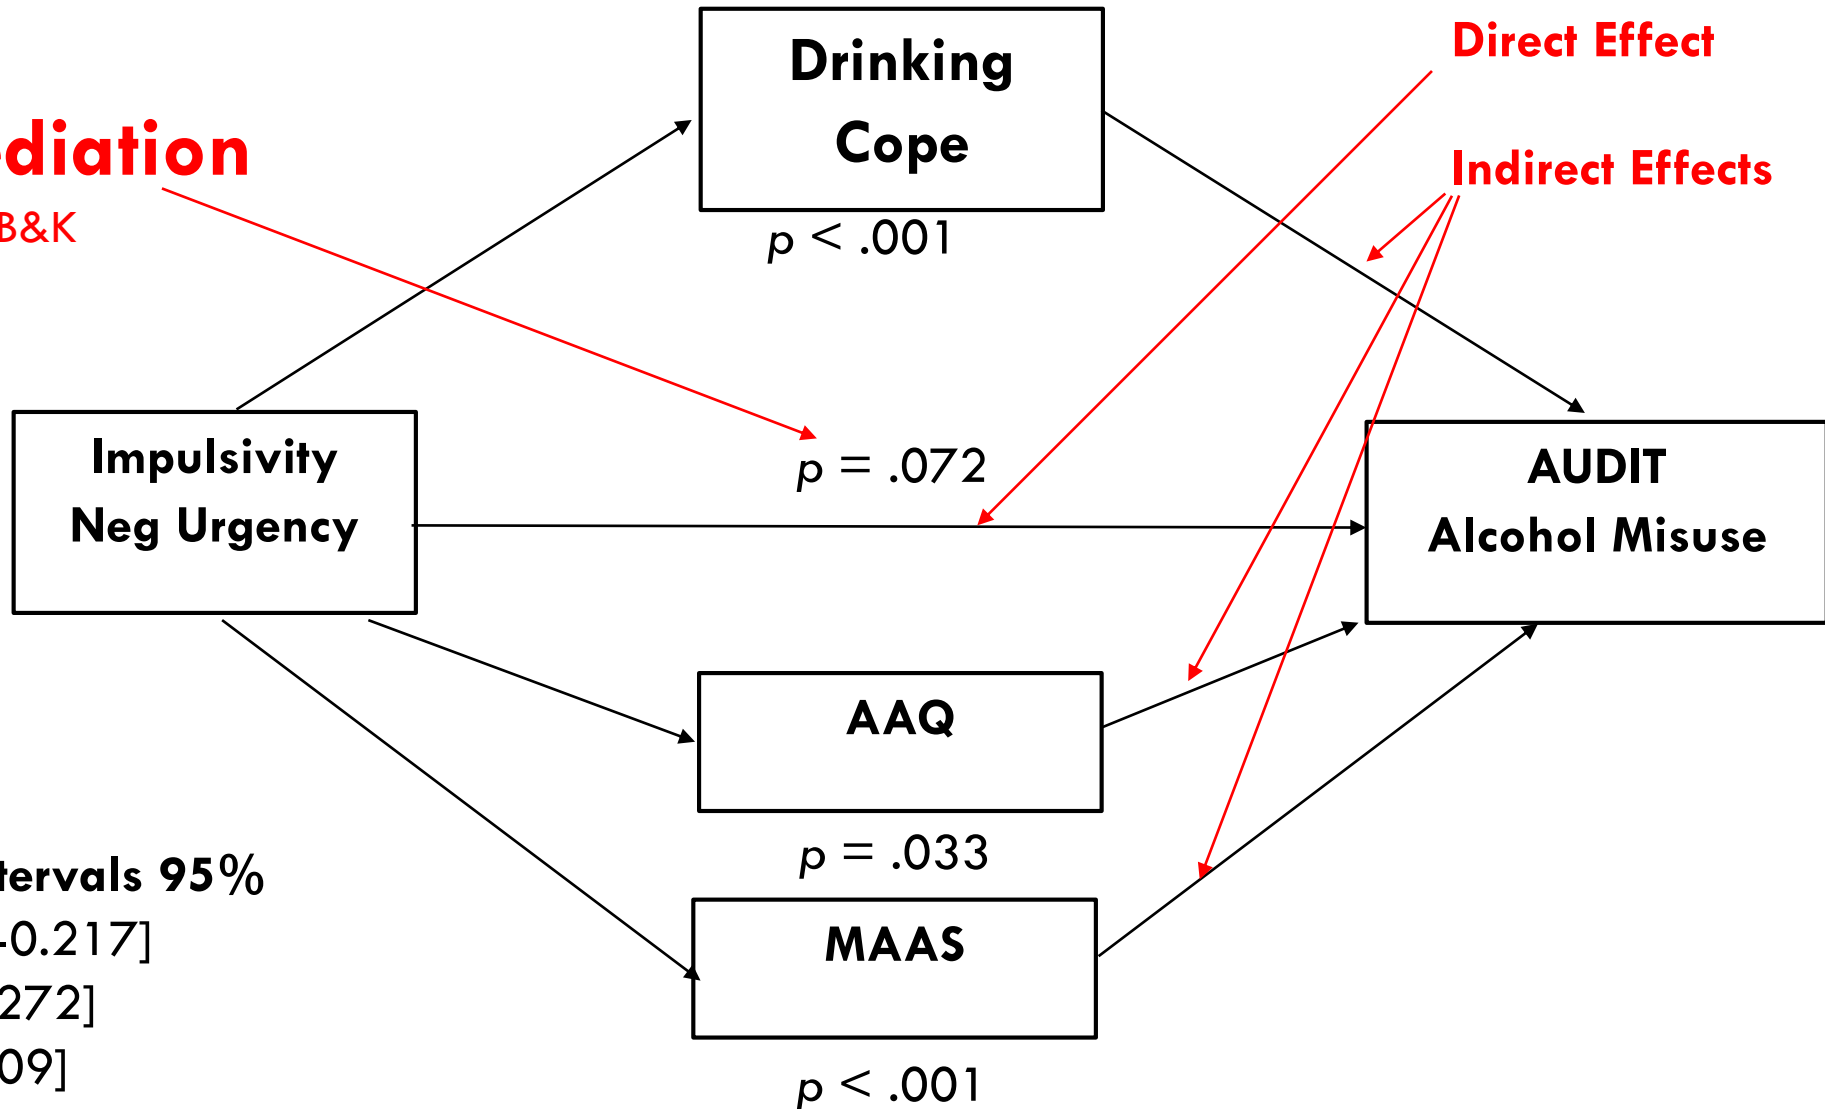 Drinking
Cope
p < .001
Direct Effect
Indirect Effects
ediation
B&K
Impulsivity
Neg Urgency
p = .072
AUDIT
Alcohol Misuse
AAQ
p = .033
MAAS
p < .001
tervals 95%
-0.217]
272]
09]